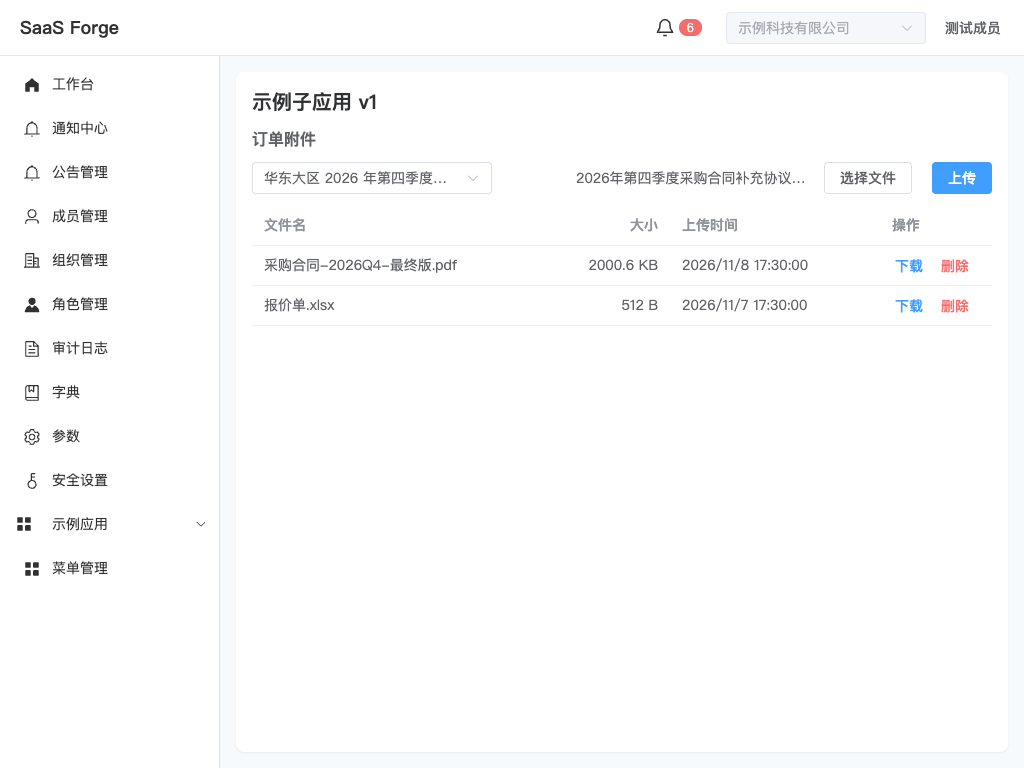 SaaS Forge
6
示例科技有限公司
测试成员
工作台
通知中心
公告管理
成员管理
组织管理
角色管理
审计日志
字典
参数
安全设置
示例应用
菜单管理
示例子应用 v1
订单附件
华东大区 2026 年第四季度...
2026年第四季度采购合同补充协议...
选择文件
上传
文件名 大小 上传时间 操作
采购合同-2026Q4-最终版.pdf 2000.6 KB 2026/11/8 17:30:00 下载 删除
报价单.xlsx 512 B 2026/11/7 17:30:00 下载 删除